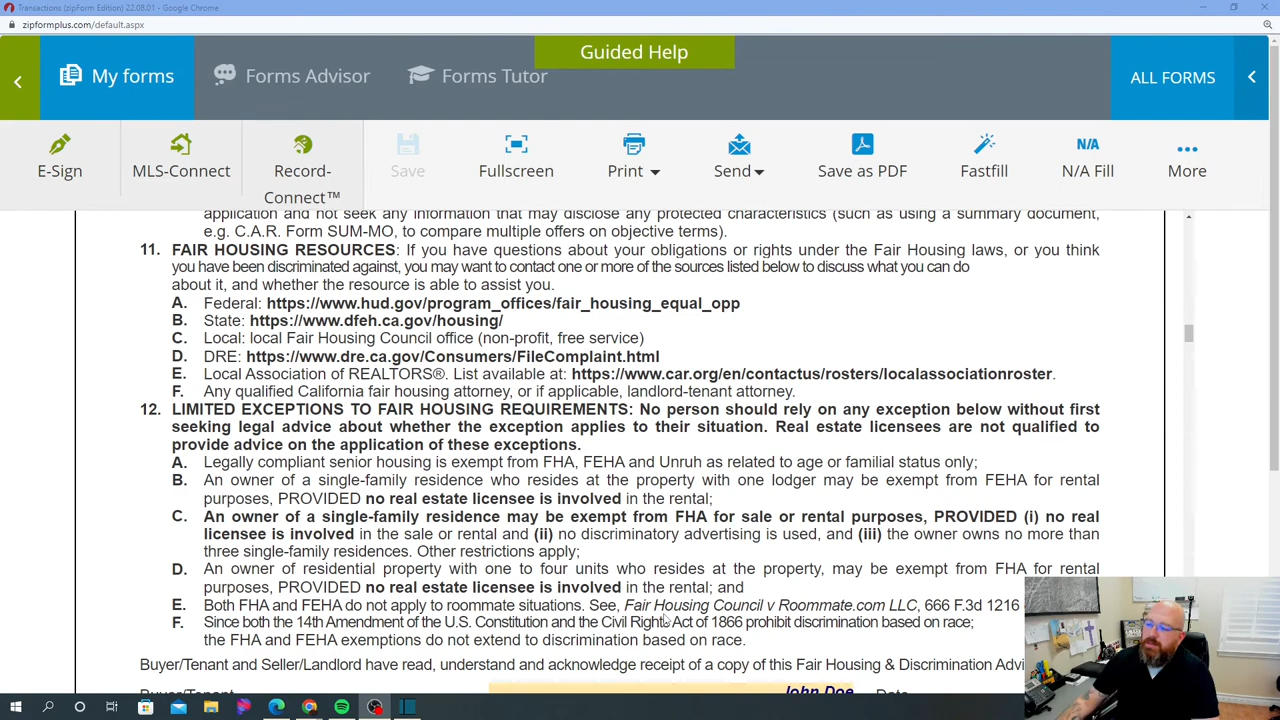 Transactions (zipForm Edition) 22.08.01 - Google Chrome
zipformplus.com/default.aspx
Guided Help
My forms
Forms Advisor
Forms Tutor
ALL FORMS
E-Sign
MLS-Connect
Record-
Connect™
Save
Fullscreen
Print
Send
Save as PDF
Fastfill
N/A
N/A Fill
More
application and not seek any information that may disclose any protected characteristics (such as using a summary document,
e.g. C.A.R. Form SUM-MO, to compare multiple offers on objective terms).
11. FAIR HOUSING RESOURCES: If you have questions about your obligations or rights under the Fair Housing laws, or you think
you have been discriminated against, you may want to contact one or more of the sources listed below to discuss what you can do
about it, and whether the resource is able to assist you.
A. Federal: https://www.hud.gov/program_offices/fair_housing_equal_opp
B. State: https://www.dfeh.ca.gov/housing/
C. Local: local Fair Housing Council office (non-profit, free service)
D. DRE: https://www.dre.ca.gov/Consumers/FileComplaint.html
E. Local Association of REALTORS®. List available at: https://www.car.org/en/contactus/rosters/localassociationroster.
F. Any qualified California fair housing attorney, or if applicable, landlord-tenant attorney.
12. LIMITED EXCEPTIONS TO FAIR HOUSING REQUIREMENTS: No person should rely on any exception below without first
seeking legal advice about whether the exception applies to their situation. Real estate licensees are not qualified to
provide advice on the application of these exceptions.
A. Legally compliant senior housing is exempt from FHA, FEHA and Unruh as related to age or familial status only;
B. An owner of a single-family residence who resides at the property with one lodger may be exempt from FEHA for rental
purposes, PROVIDED no real estate licensee is involved in the rental;
C. An owner of a single-family residence may be exempt from FHA for sale or rental purposes, PROVIDED (i) no real
licensee is involved in the sale or rental and (ii) no discriminatory advertising is used, and (iii) the owner owns no more than
three single-family residences. Other restrictions apply;
D. An owner of residential property with one to four units who resides at the property, may be exempt from FHA for rental
purposes, PROVIDED no real estate licensee is involved in the rental; and
E. Both FHA and FEHA do not apply to roommate situations. See, Fair Housing Council v Roommate.com LLC, 666 F.3d 1216
F. Since both the 14th Amendment of the U.S. Constitution and the Civil Rights Act of 1866 prohibit discrimination based on race;
the FHA and FEHA exemptions do not extend to discrimination based on race.
Buyer/Tenant and Seller/Landlord have read, understand and acknowledge receipt of a copy of this Fair Housing & Discrimination Advi
Buyer/Tenant John Doe Date